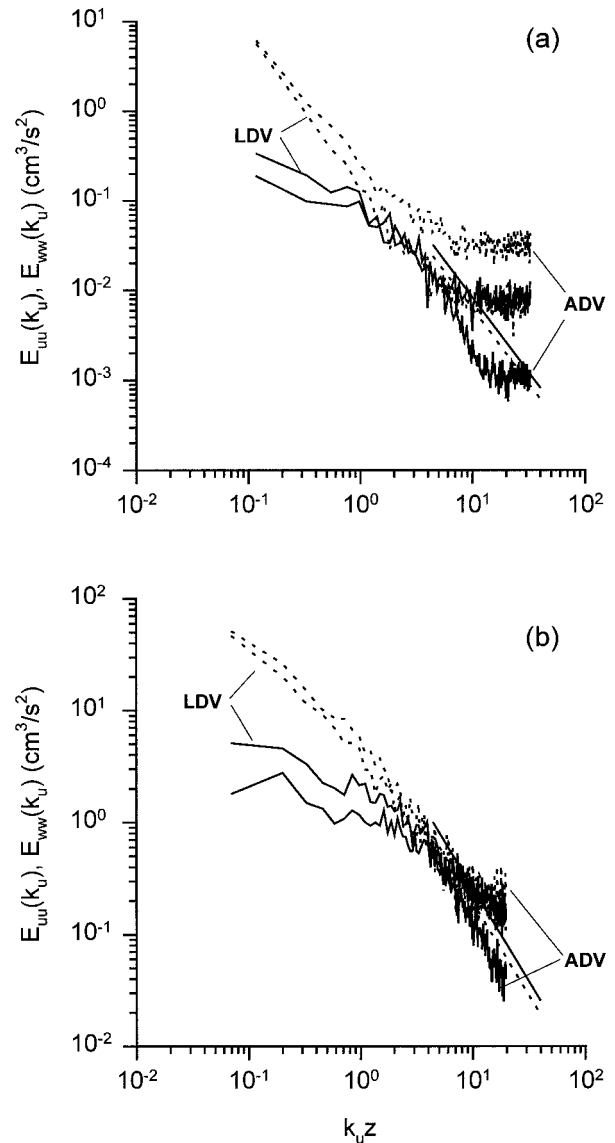 (a)
10^1
10^0
10^-1
10^-2
10^-3
10^-4
E_uu(k_u), E_ww(k_u) (cm^3/s^2)
LDV
ADV
10^-2 10^-1 10^0 10^1 10^2
(b)
10^2
10^1
10^0
10^-1
10^-2
E_uu(k_u), E_ww(k_u) (cm^3/s^2)
LDV
ADV
10^-2 10^-1 10^0 10^1 10^2
k_uz